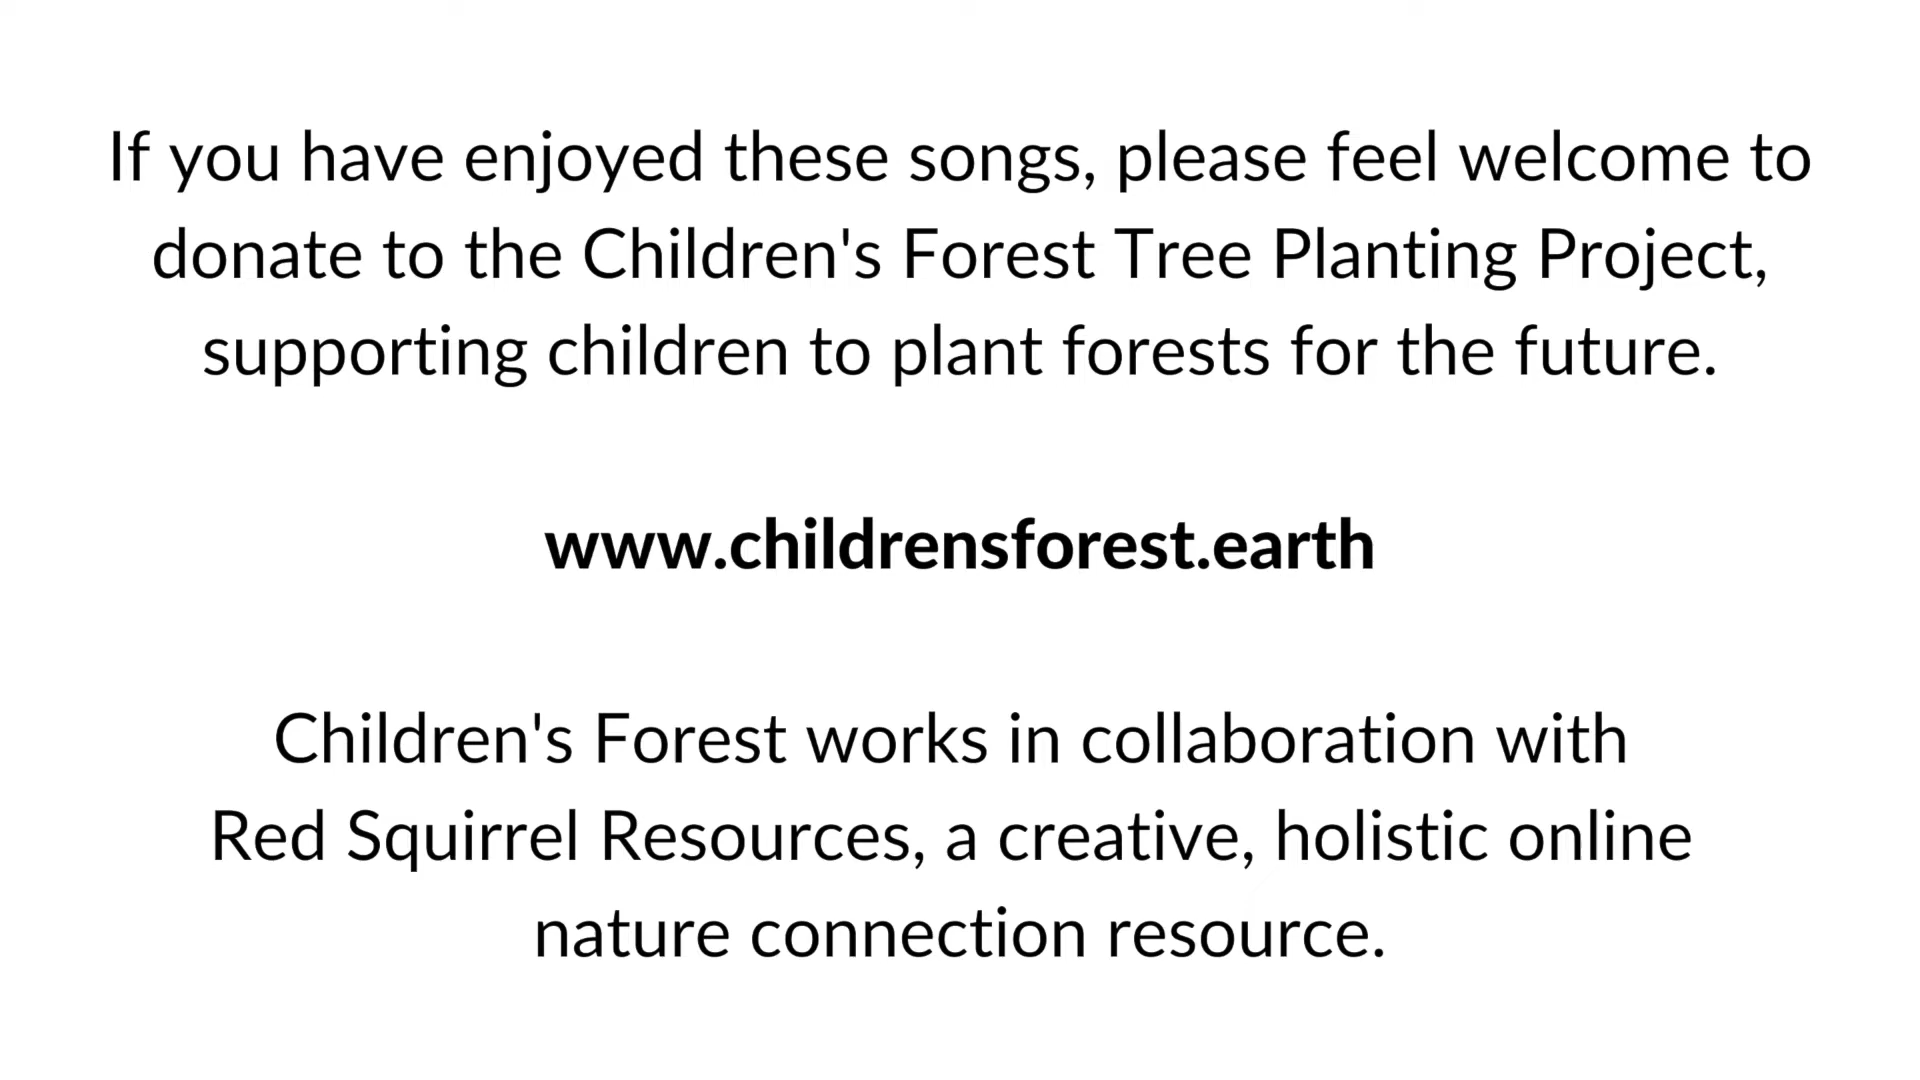 If you have enjoyed these songs, please feel welcome to
donate to the Children's Forest Tree Planting Project,
supporting children to plant forests for the future.
www.childrensforest.earth
Children's Forest works in collaboration with
Red Squirrel Resources, a creative, holistic online
nature connection resource.